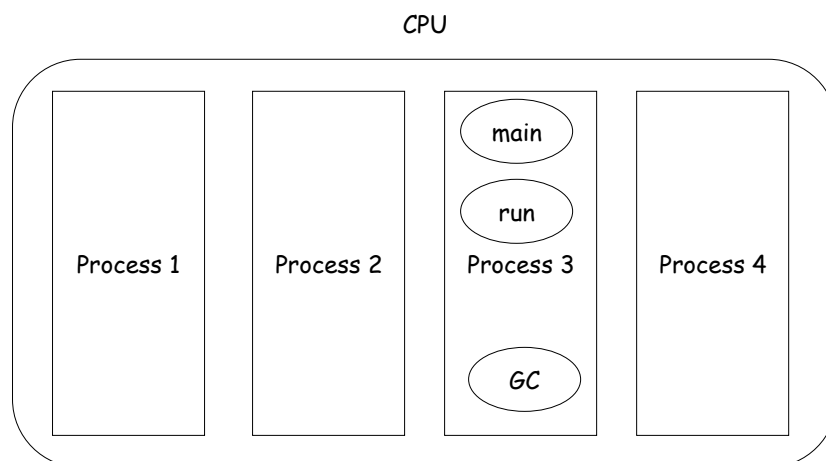 CPU
main
run
Process 1
Process 2
Process 3
Process 4
GC